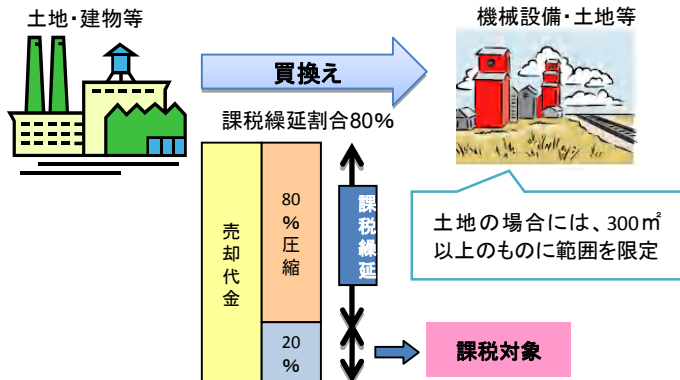 土地・建物等
機械設備・土地等
買換え
課税繰延割合80%
売却代金
80%圧縮
課税繰延
土地の場合には、300㎡
以上のものに範囲を限定
20%
課税対象